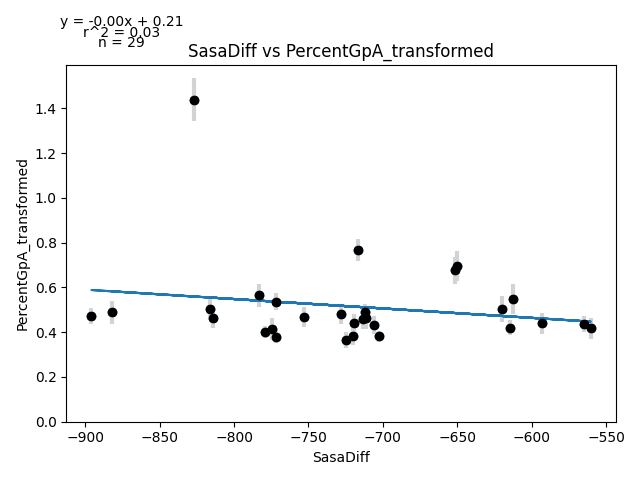 y = -0.00x + 0.21
r^2 = 0.03
n = 29
SasaDiff vs PercentGpA_transformed
PercentGpA_transformed
1.4
1.2
1.0
0.8
0.6
0.4
0.2
0.0
−900 −850 −800 −750 −700 −650 −600 −550
SasaDiff